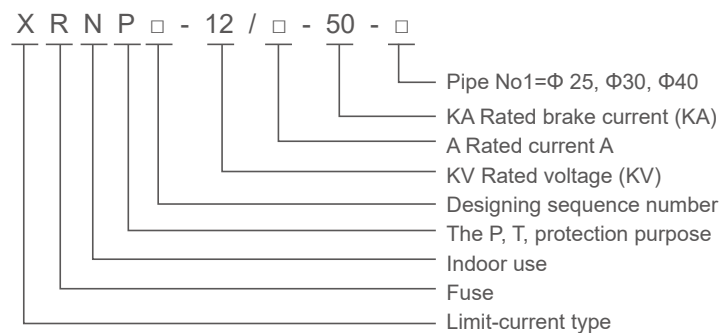 X R N P □ - 12 / □ - 50 - □
Pipe No1=Φ 25, Φ30, Φ40
KA Rated brake current (KA)
A Rated current A
KV Rated voltage (KV)
Designing sequence number
The P, T, protection purpose
Indoor use
Fuse
Limit-current type